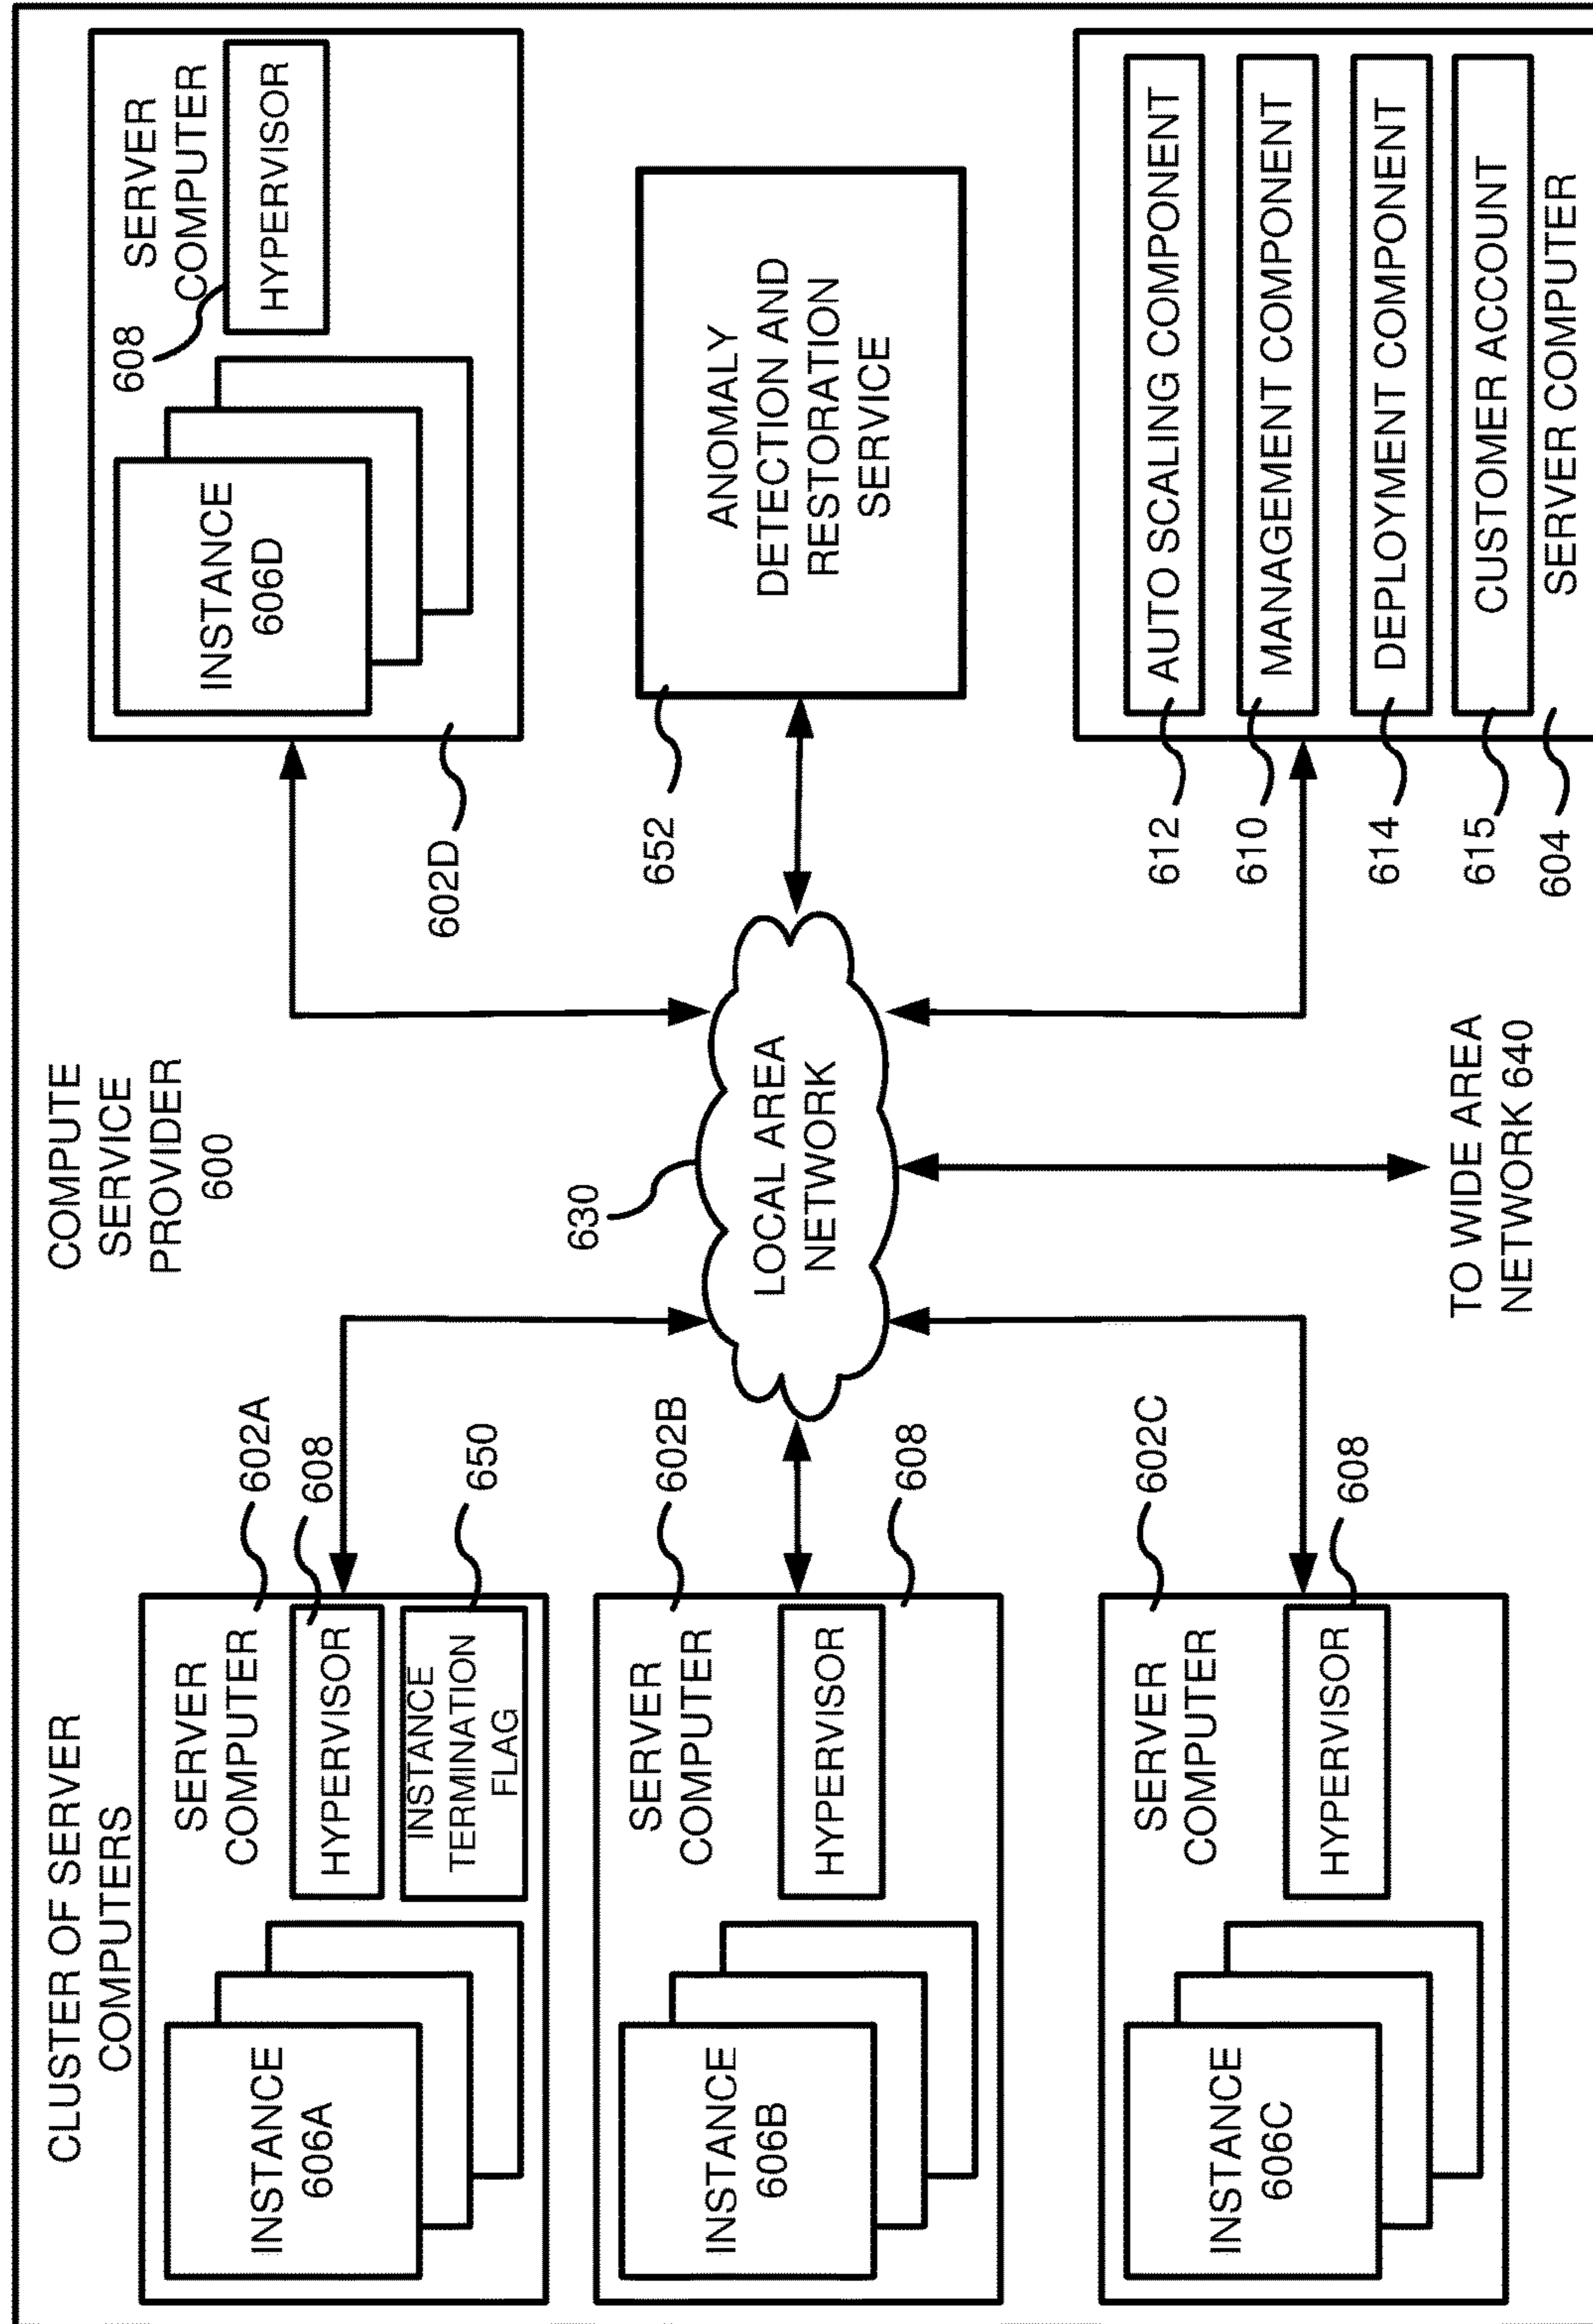 CLUSTER OF SERVER
COMPUTERS
COMPUTE
SERVICE
PROVIDER
600
SERVER
COMPUTER
602A
HYPERVISOR
608
INSTANCE
TERMINATION
FLAG
650
INSTANCE
606A
SERVER
COMPUTER
602B
HYPERVISOR
608
INSTANCE
606B
SERVER
COMPUTER
602C
HYPERVISOR
608
INSTANCE
606C
630
LOCAL AREA
NETWORK
TO WIDE AREA
NETWORK 640
608
SERVER
COMPUTER
HYPERVISOR
INSTANCE
606D
602D
ANOMALY
DETECTION AND
RESTORATION
SERVICE
652
612
AUTO SCALING COMPONENT
610
MANAGEMENT COMPONENT
614
DEPLOYMENT COMPONENT
615
CUSTOMER ACCOUNT
604
SERVER COMPUTER